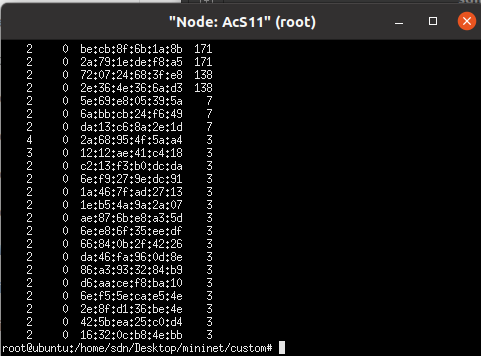 "Node: AcS11" (root)
2 0 be:cb:8f:6b:1a:8b 171
2 0 2a:79:1e:de:f8:a5 171
2 0 72:07:24:68:3f:e8 138
2 0 2e:36:4e:36:6a:d3 138
2 0 5e:69:e8:05:39:5a 7
2 0 6a:bb:cb:24:f6:49 7
2 0 da:13:c6:8a:2e:1d 7
4 0 2a:68:95:4f:5a:a4 3
3 0 12:12:ae:41:c4:18 3
2 0 c2:13:f3:b0:dc:da 3
2 0 6e:f9:27:9e:dc:91 3
2 0 1a:46:7f:ad:27:13 3
2 0 1e:b5:4a:9a:2a:07 3
2 0 ae:87:6b:e8:a3:5d 3
2 0 6e:e8:6f:35:ee:df 3
2 0 66:84:0b:2f:42:26 3
2 0 da:46:fa:96:0d:8e 3
2 0 86:a3:93:32:84:b9 3
2 0 d6:aa:ce:f8:ba:10 3
2 0 6e:f5:5e:ca:e5:4e 3
2 0 2e:8f:d1:36:be:4e 3
2 0 42:5b:ea:25:c0:d4 3
2 0 16:32:0c:b8:4e:bb 3
root@ubuntu:/home/sdn/Desktop/mininet/custom#